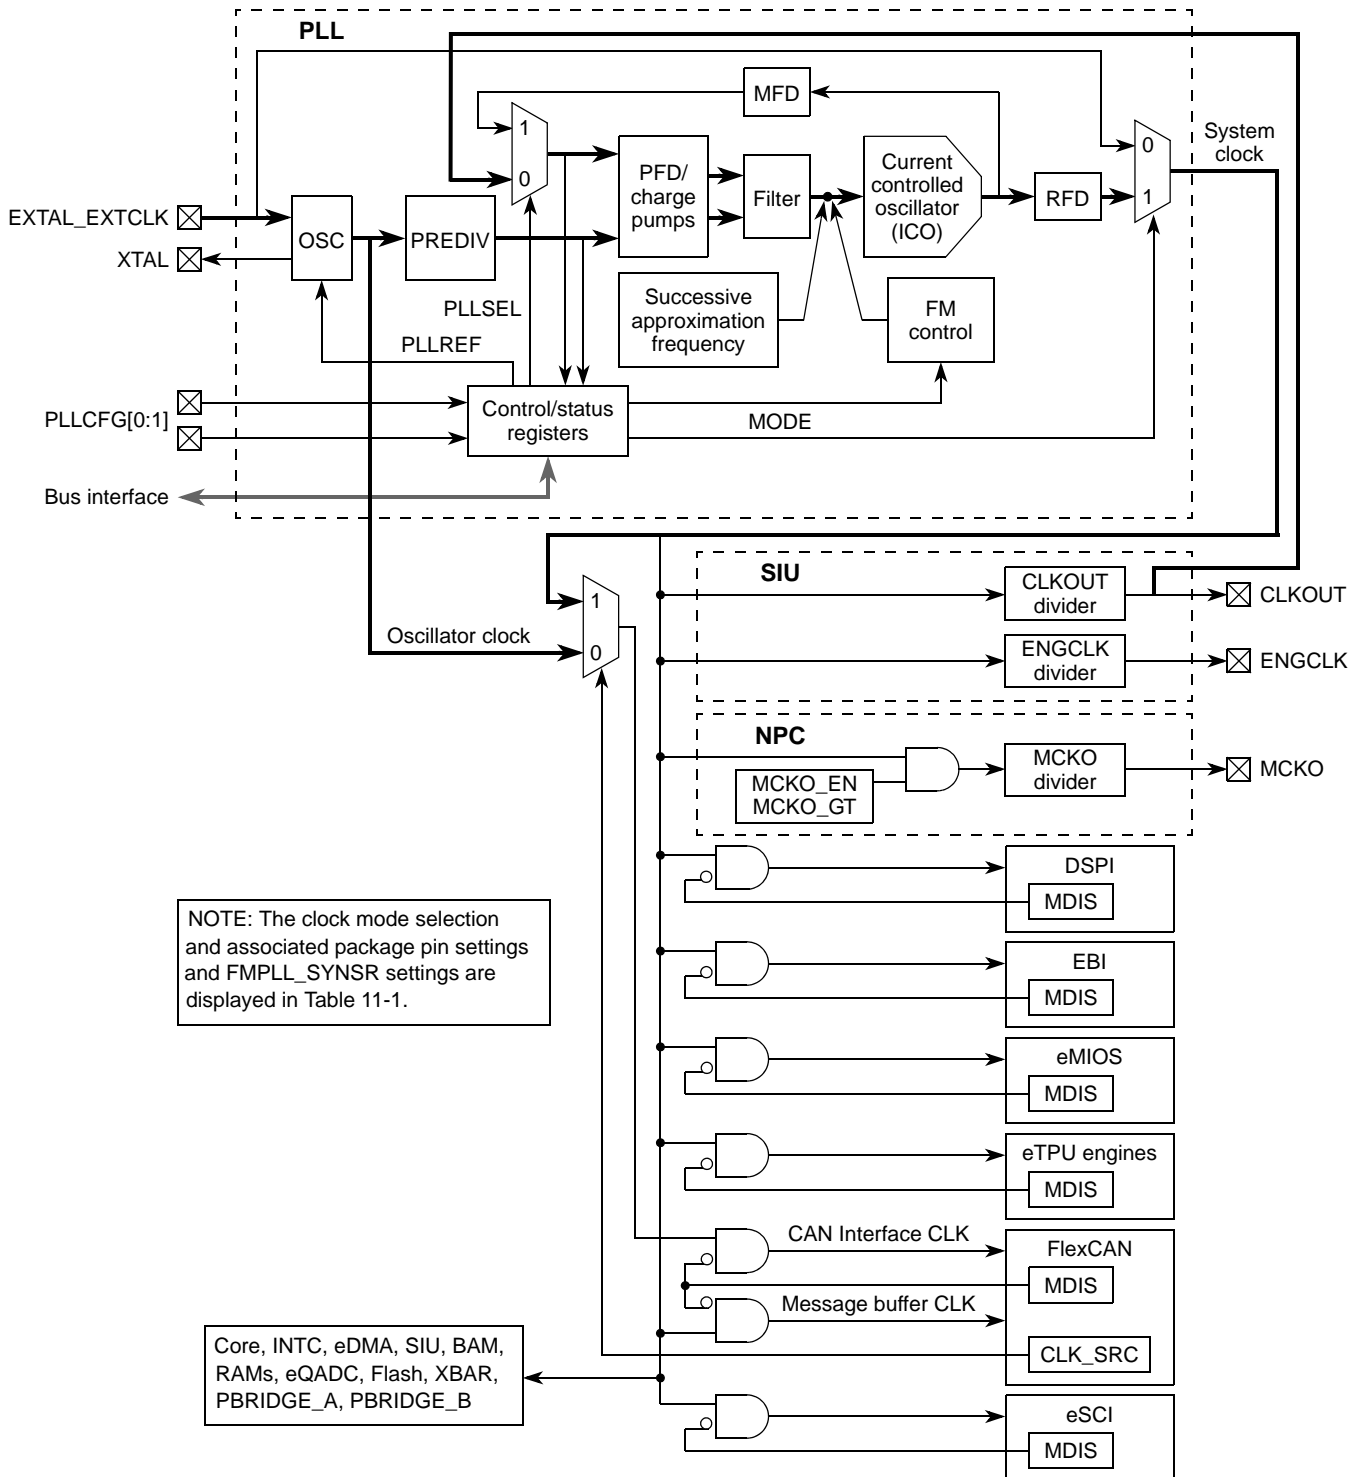 PLL
MFD
1
0
System
clock
0
1
PFD/
charge
pumps
Filter
Current
controlled
oscillator
(ICO)
RFD
EXTAL_EXTCLK
XTAL
OSC
PREDIV
PLLSEL
PLLREF
Successive
approximation
frequency
FM
control
PLLCFG[0:1]
Control/status
registers
MODE
Bus interface
SIU
CLKOUT
divider
CLKOUT
1
0
Oscillator clock
ENGCLK
divider
ENGCLK
NPC
MCKO_EN
MCKO_GT
MCKO
divider
MCKO
DSPI
MDIS
NOTE: The clock mode selection
and associated package pin settings
and FMPLL_SYNSR settings are
displayed in Table 11-1.
EBI
MDIS
eMIOS
MDIS
eTPU engines
MDIS
CAN Interface CLK
FlexCAN
MDIS
Message buffer CLK
CLK_SRC
Core, INTC, eDMA, SIU, BAM,
RAMs, eQADC, Flash, XBAR,
PBRIDGE_A, PBRIDGE_B
eSCI
MDIS